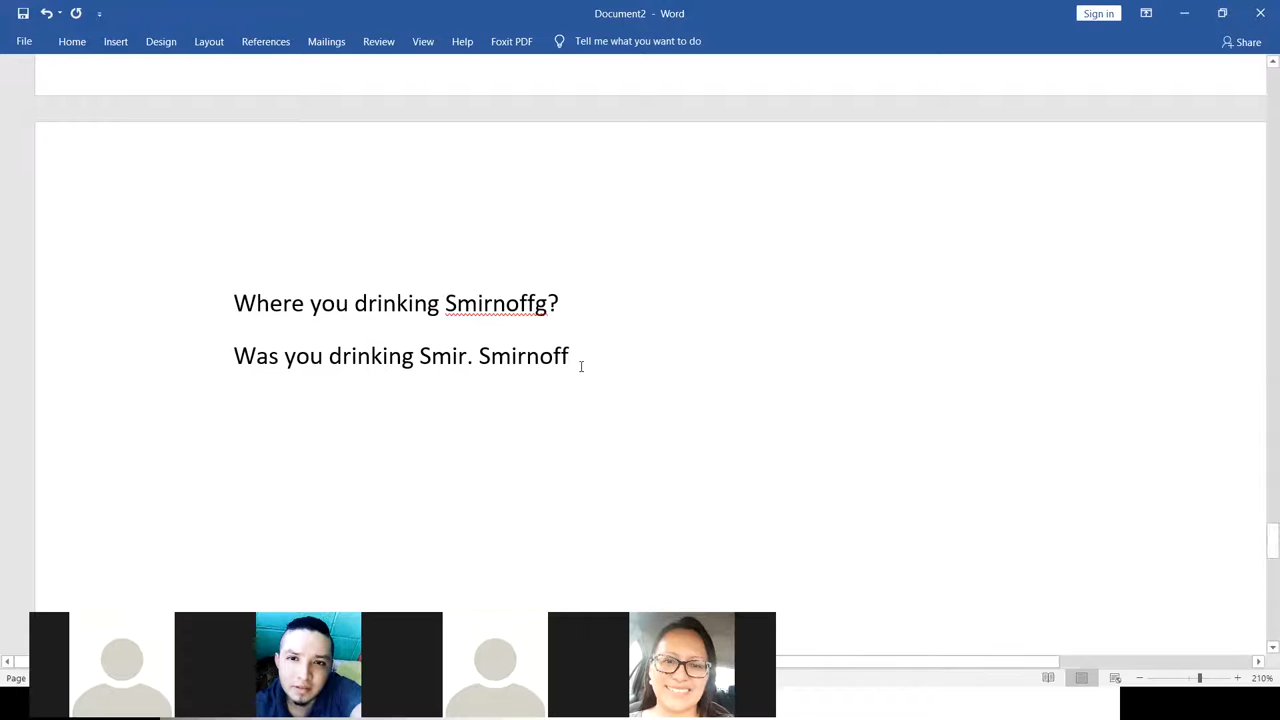 Document2 - Word
Sign in
File Home Insert Design Layout References Mailings Review View Help Foxit PDF Tell me what you want to do Share
Where you drinking Smirnoffg?
Was you drinking Smir. Smirnoff
Page 210%